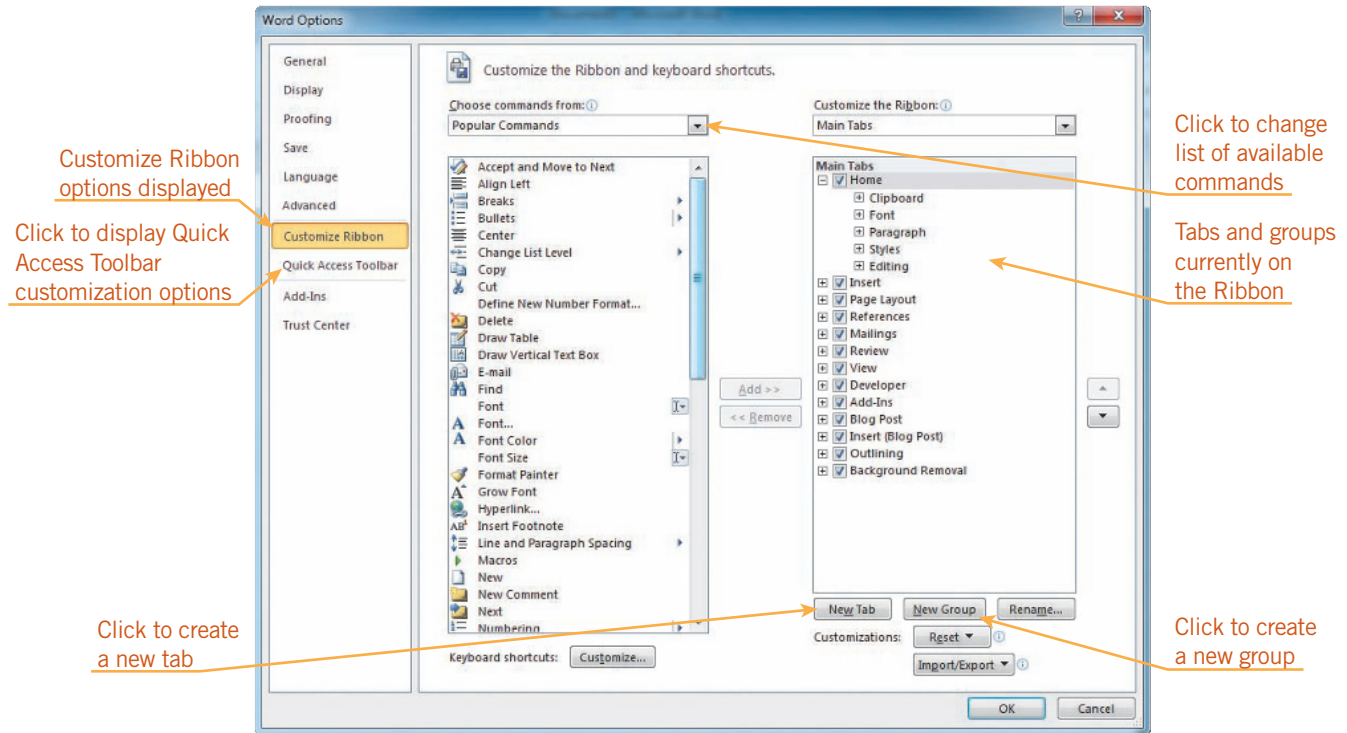 Word Options
General
Display
Proofing
Save
Language
Advanced
Customize Ribbon
Quick Access Toolbar
Add-Ins
Trust Center
Customize the Ribbon and keyboard shortcuts.
Choose commands from:
Popular Commands
Accept and Move to Next
Align Left
Breaks
Bullets
Center
Change List Level
Copy
Cut
Define New Number Format...
Delete
Draw Table
Draw Vertical Text Box
E-mail
Find
Font
Font...
Font Color
Font Size
Format Painter
Grow Font
Hyperlink...
Insert Footnote
Line and Paragraph Spacing
Macros
New
New Comment
Next
Numbering
Keyboard shortcuts: Customize...
Add >>
<< Remove
Customize the Ribbon:
Main Tabs
Main Tabs
Home
Clipboard
Font
Paragraph
Styles
Editing
Insert
Page Layout
References
Mailings
Review
View
Developer
Add-Ins
Blog Post
Insert (Blog Post)
Outlining
Background Removal
New Tab New Group Rename...
Customizations: Reset
Import/Export
OK Cancel
Customize Ribbon
options displayed
Click to display Quick
Access Toolbar
customization options
Click to create
a new tab
Click to change
list of available
commands
Tabs and groups
currently on
the Ribbon
Click to create
a new group